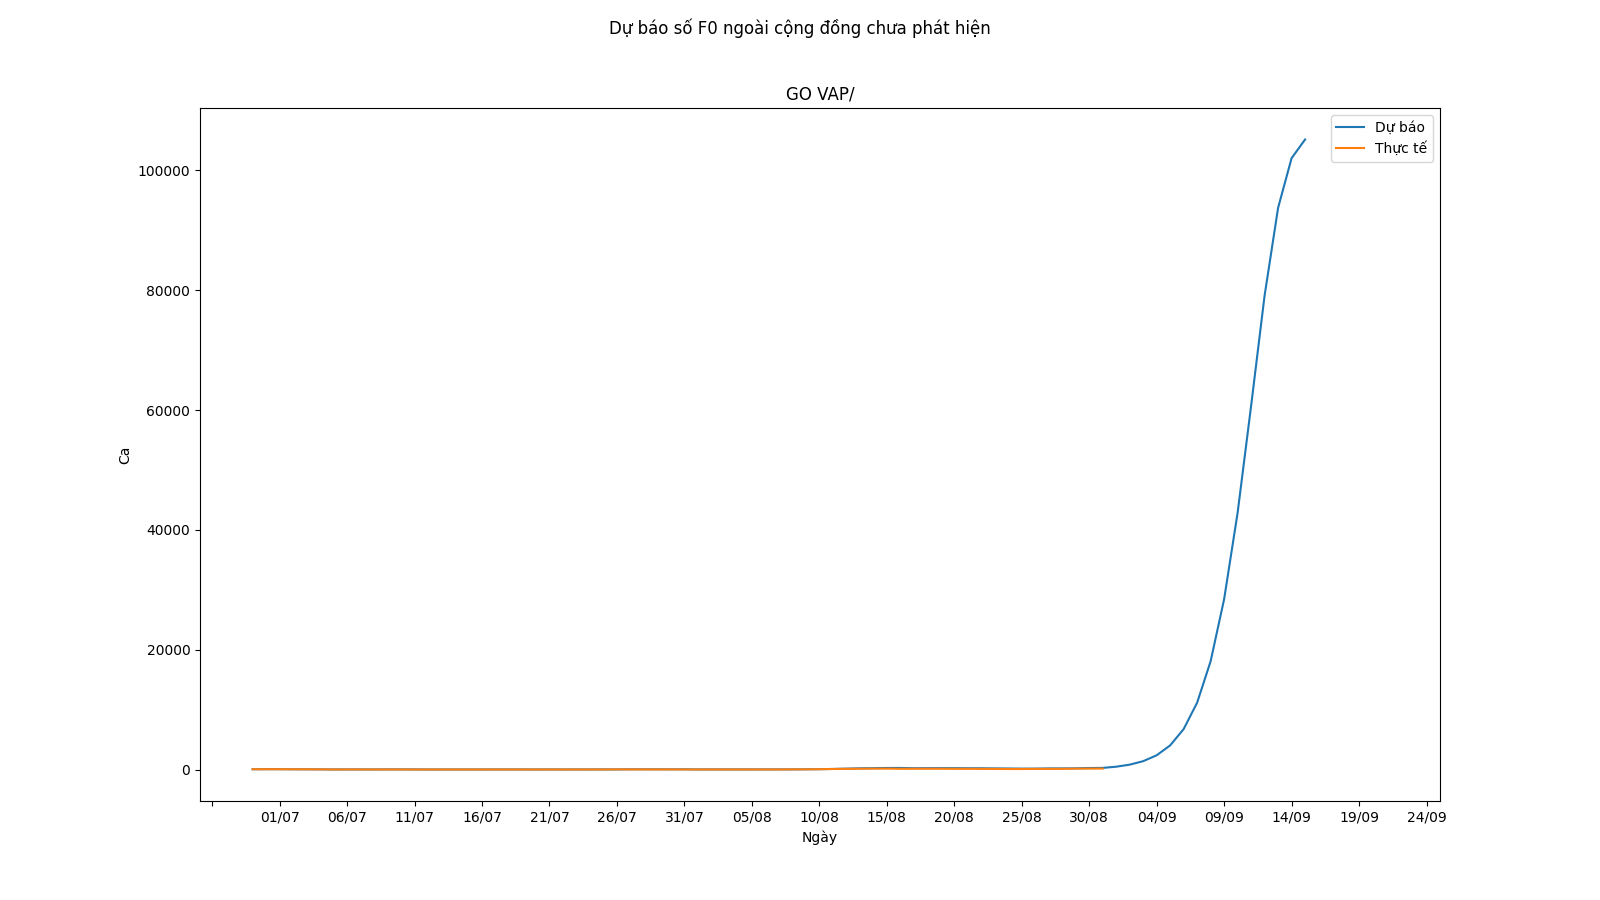 Dự báo số F0 ngoài cộng đồng chưa phát hiện
GO VAP/
Dự báo
Thực tế
100000
80000
60000
40000
20000
0
Ca
01/07 06/07 11/07 16/07 21/07 26/07 31/07 05/08 10/08 15/08 20/08 25/08 30/08 04/09 09/09 14/09 19/09 24/09
Ngày